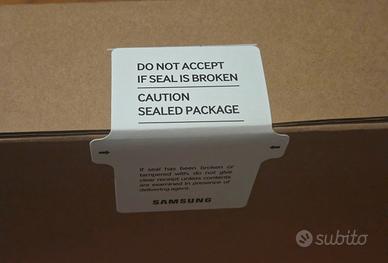 DO NOT ACCEPT
IF SEAL IS BROKEN
CAUTION
SEALED PACKAGE
If seal has been broken or
tampered with, do not give
clear receipt unless contents
are examined in presence of
delivering agent.
SAMSUNG
subito